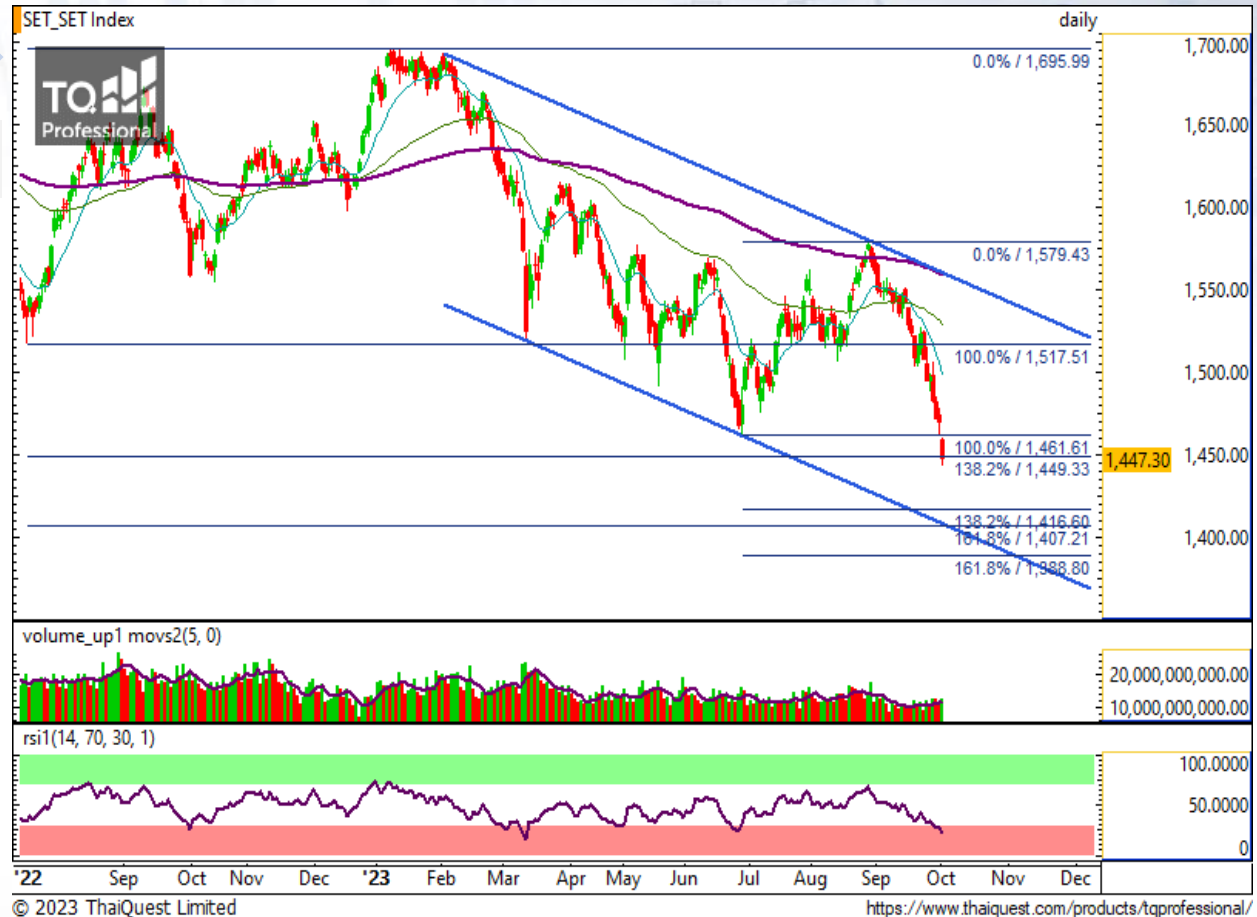 SET_SET Index
daily
TQ
Professional
1,700.00
0.0% / 1,695.99
1,650.00
1,600.00
0.0% / 1,579.43
1,550.00
100.0% / 1,517.51
1,500.00
100.0% / 1,461.61
1,447.30
1,450.00
138.2% / 1,449.33
138.2% / 1,416.60
161.8% / 1,407.21
1,400.00
161.8% / 1,388.80
volume_up1 movs2(5, 0)
20,000,000,000.00
10,000,000,000.00
rsi1(14, 70, 30, 1)
100.0000
50.0000
0
'22 Sep Oct Nov Dec '23 Feb Mar Apr May Jun Jul Aug Sep Oct Nov Dec
© 2023 ThaiQuest Limited
https://www.thaiquest.com/products/tqprofessional/